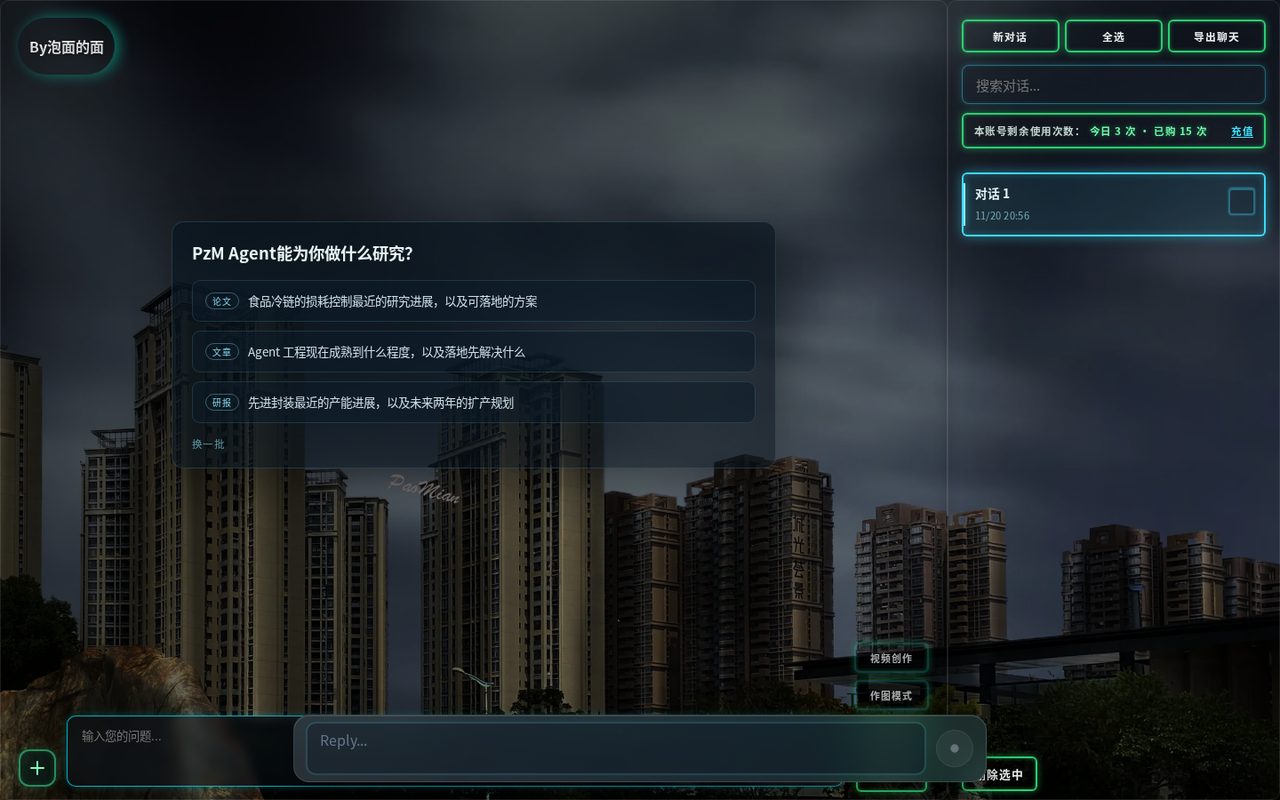 By泡面的面
新对话
全选
导出聊天
搜索对话...
本账号剩余使用次数: 今日 3 次 · 已购 15 次 充值
对话 1
11/20 20:56
PzM Agent能为你做什么研究?
论文 食品冷链的损耗控制最近的研究进展，以及可落地的方案
文章 Agent 工程现在成熟到什么程度，以及落地先解决什么
研报 先进封装最近的产能进展，以及未来两年的扩产规划
换一批
PaoMian
视频创作
作图模式
输入您的问题...
Reply...
除选中